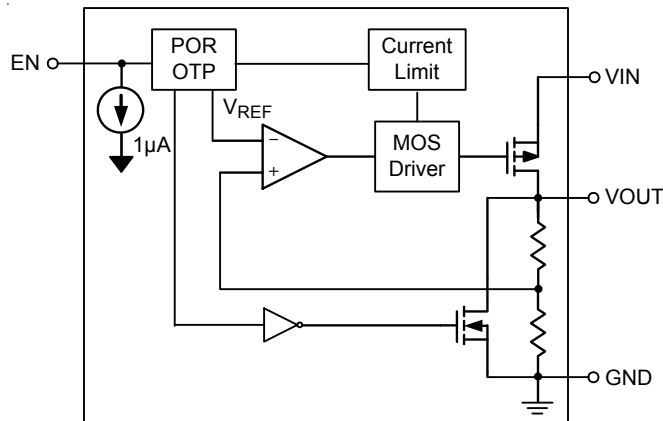 EN
POR
OTP
Current
Limit
VIN
VREF
1µA
−
+
MOS
Driver
VOUT
GND